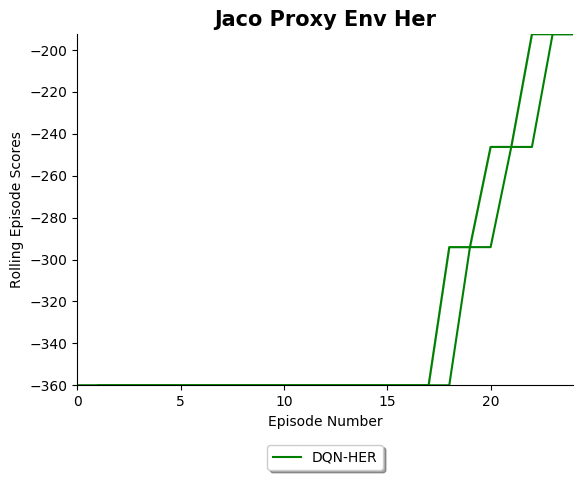 Jaco Proxy Env Her
Rolling Episode Scores
−200
−220
−240
−260
−280
−300
−320
−340
−360
0 5 10 15 20
Episode Number
DQN-HER